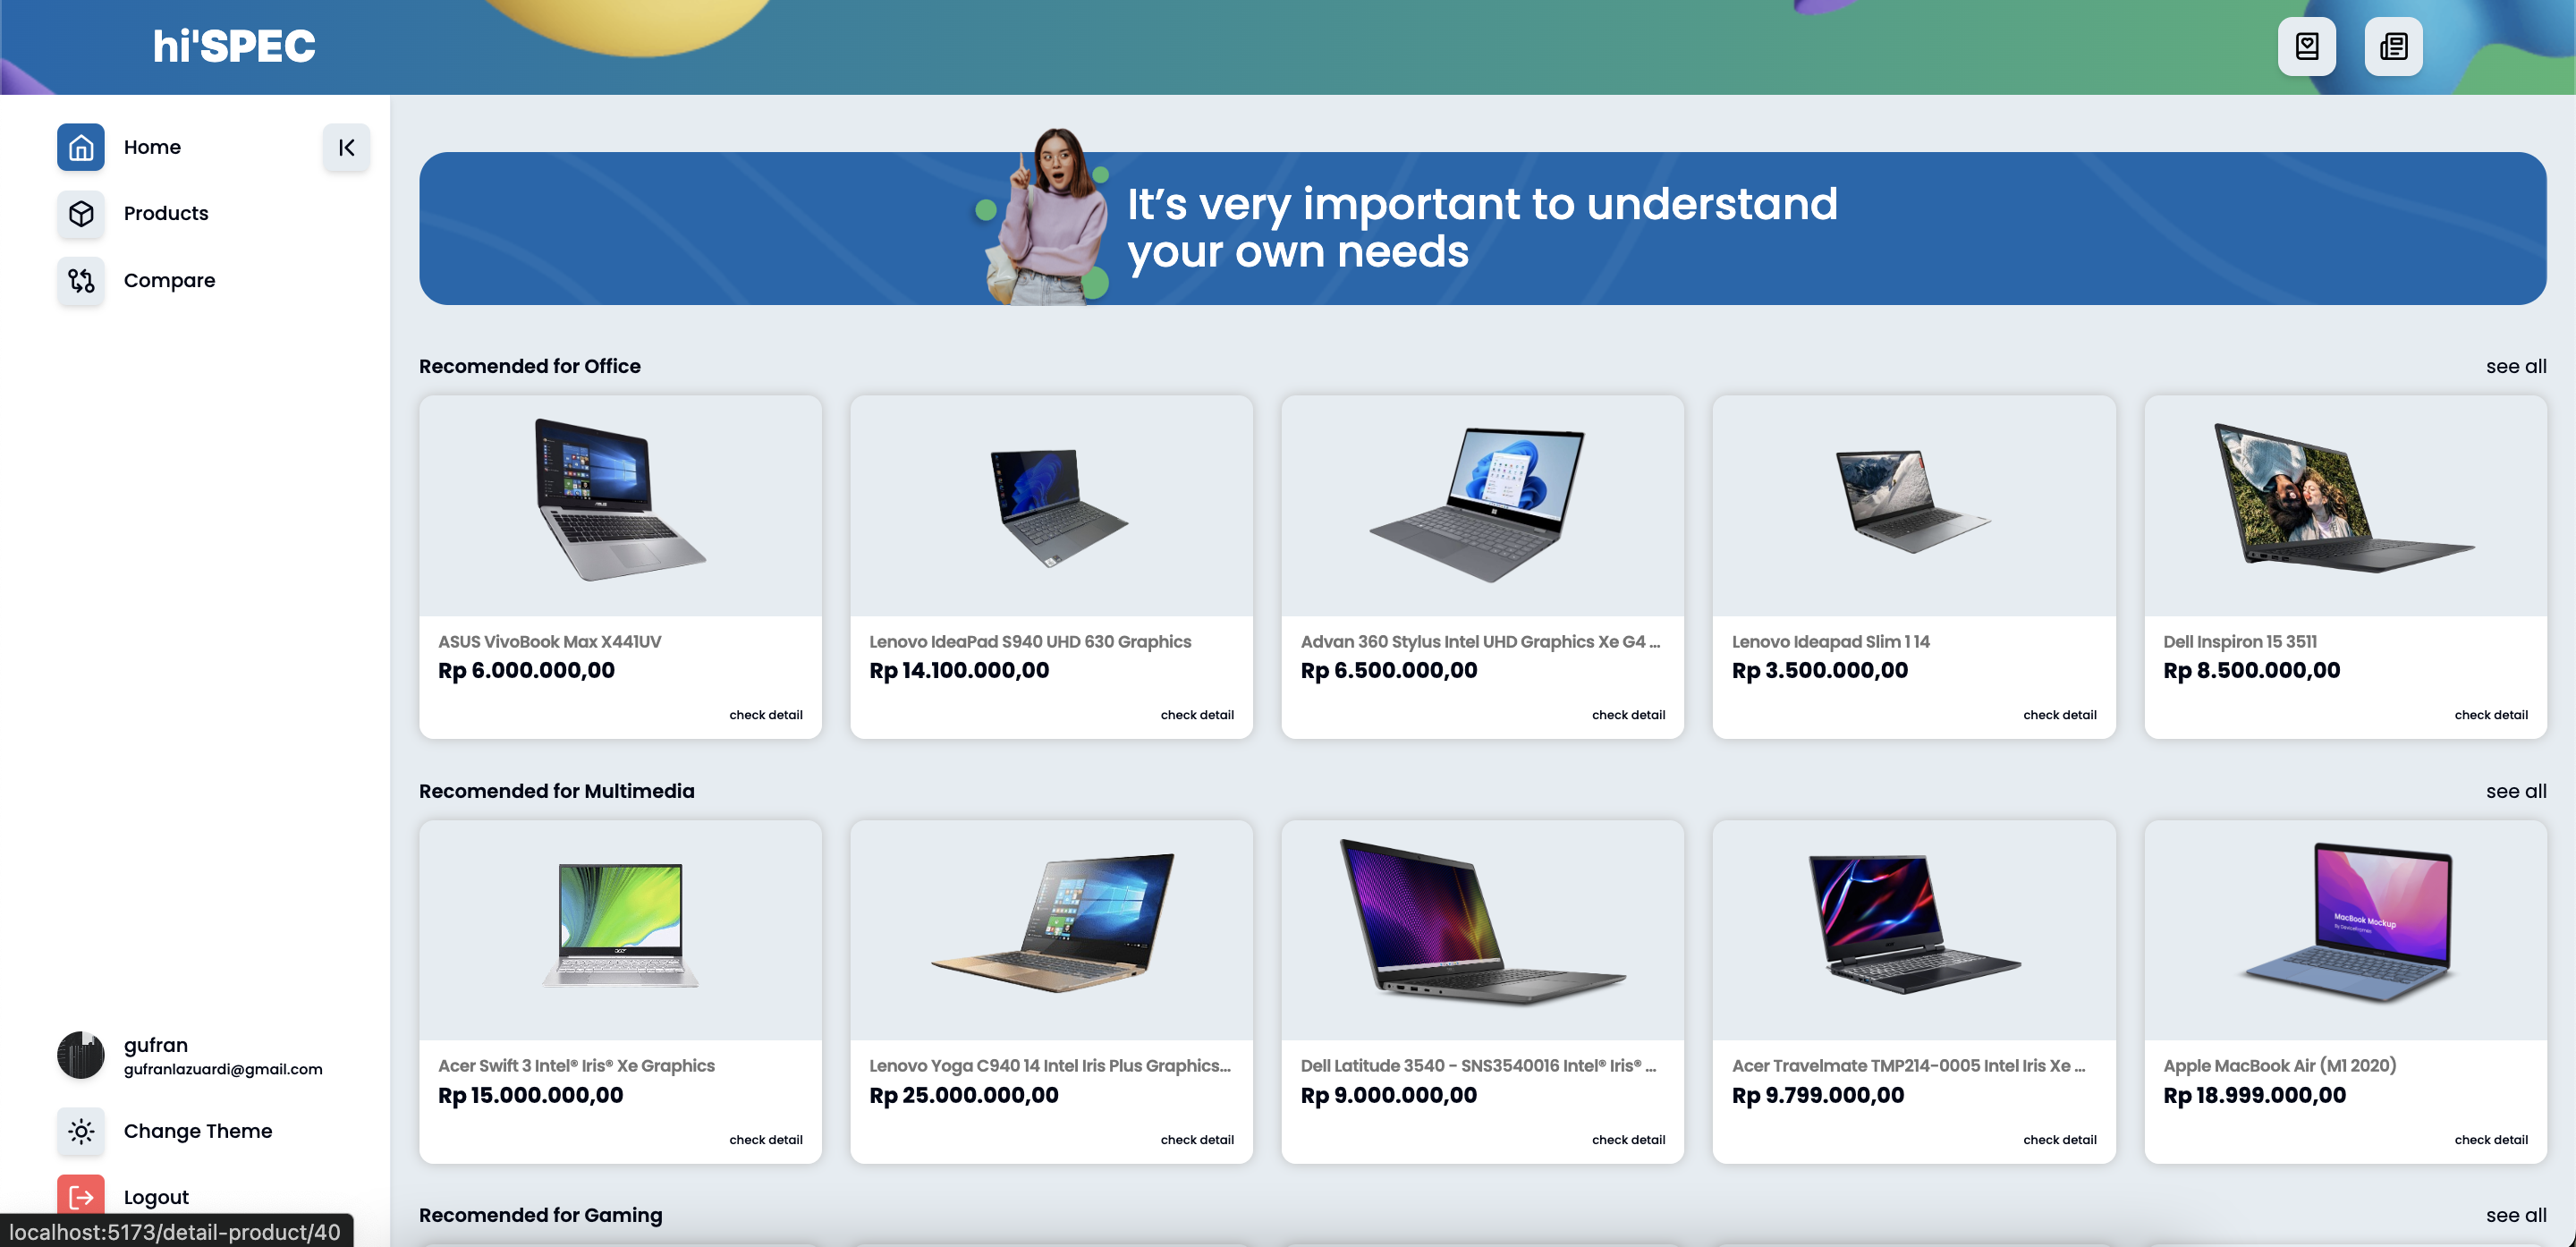 hi'SPEC
Home
Products
Compare
It's very important to understand
your own needs
Recomended for Office
see all
ASUS VivoBook Max X441UV
Rp 6.000.000,00
check detail
Lenovo IdeaPad S940 UHD 630 Graphics
Rp 14.100.000,00
check detail
Advan 360 Stylus Intel UHD Graphics Xe G4 ...
Rp 6.500.000,00
check detail
Lenovo Ideapad Slim 1 14
Rp 3.500.000,00
check detail
Dell Inspiron 15 3511
Rp 8.500.000,00
check detail
Recomended for Multimedia
see all
acer
MacBook Mockup
By Deviceframes
Acer Swift 3 Intel® Iris® Xe Graphics
Rp 15.000.000,00
check detail
Lenovo Yoga C940 14 Intel Iris Plus Graphics...
Rp 25.000.000,00
check detail
Dell Latitude 3540 - SNS3540016 Intel® Iris® ...
Rp 9.000.000,00
check detail
Acer Travelmate TMP214-0005 Intel Iris Xe ...
Rp 9.799.000,00
check detail
Apple MacBook Air (M1 2020)
Rp 18.999.000,00
check detail
Recomended for Gaming
see all
gufran
gufranlazuardi@gmail.com
Change Theme
Logout
localhost:5173/detail-product/40